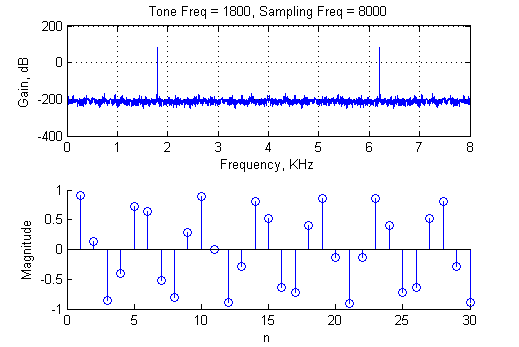 Tone Freq = 1800, Sampling Freq = 8000
200
0
-200
-400
Gain, dB
0 1 2 3 4 5 6 7 8
Frequency, KHz
1
0.5
0
-0.5
-1
Magnitude
0 5 10 15 20 25 30
n